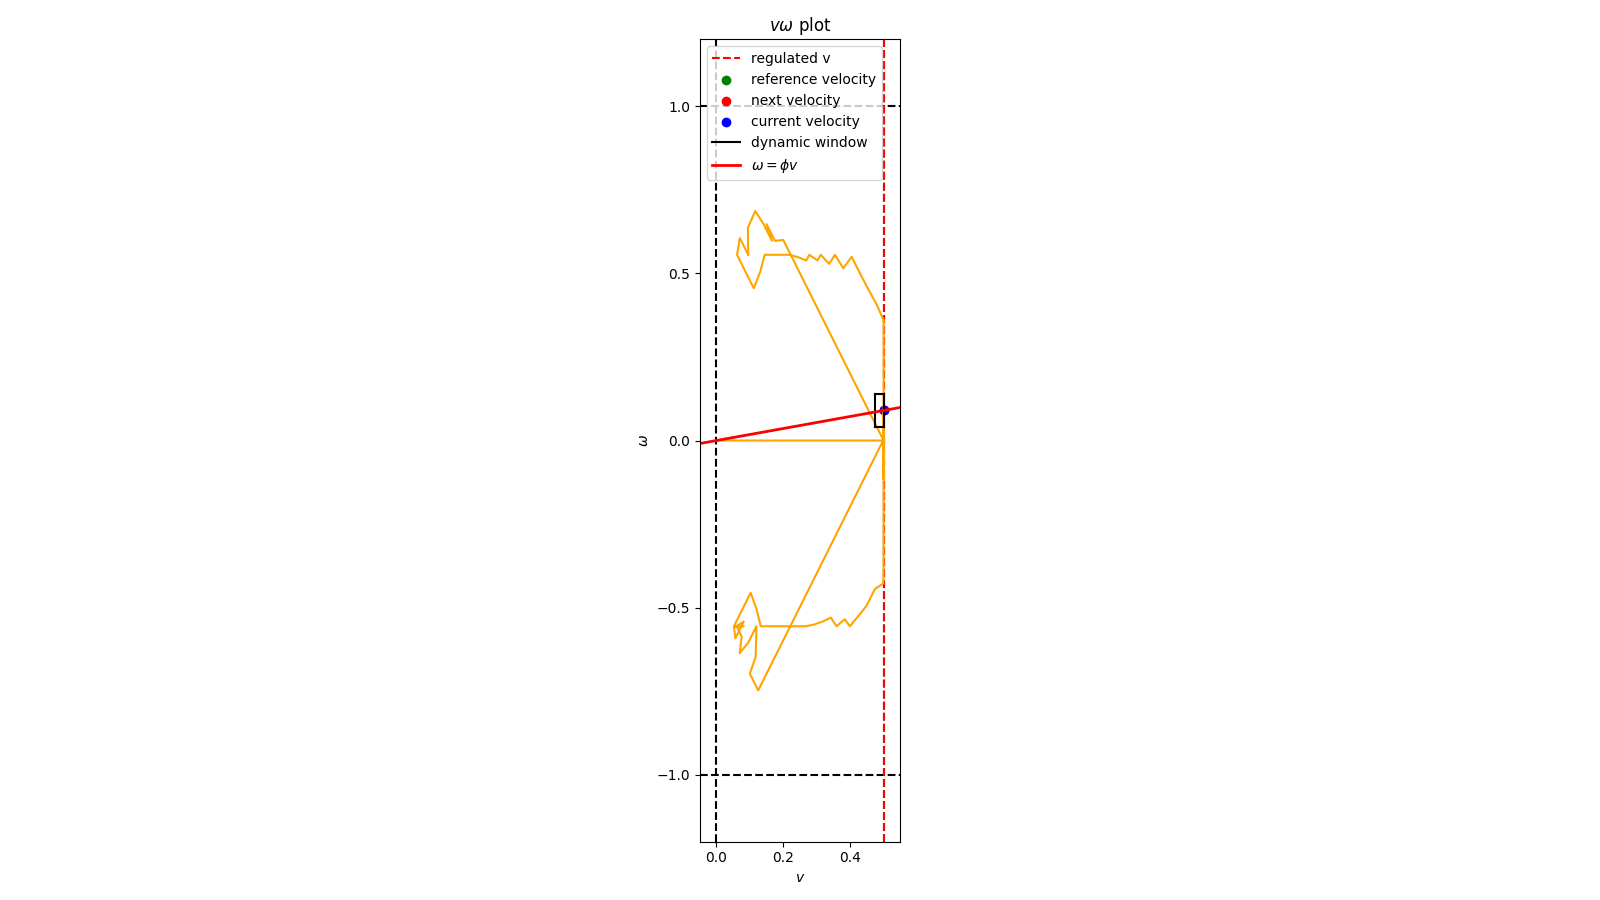 vω plot
regulated v
reference velocity
next velocity
current velocity
dynamic window
ω = ϕv
1.0
0.5
0.0
−0.5
−1.0
ω
0.0 0.2 0.4
v